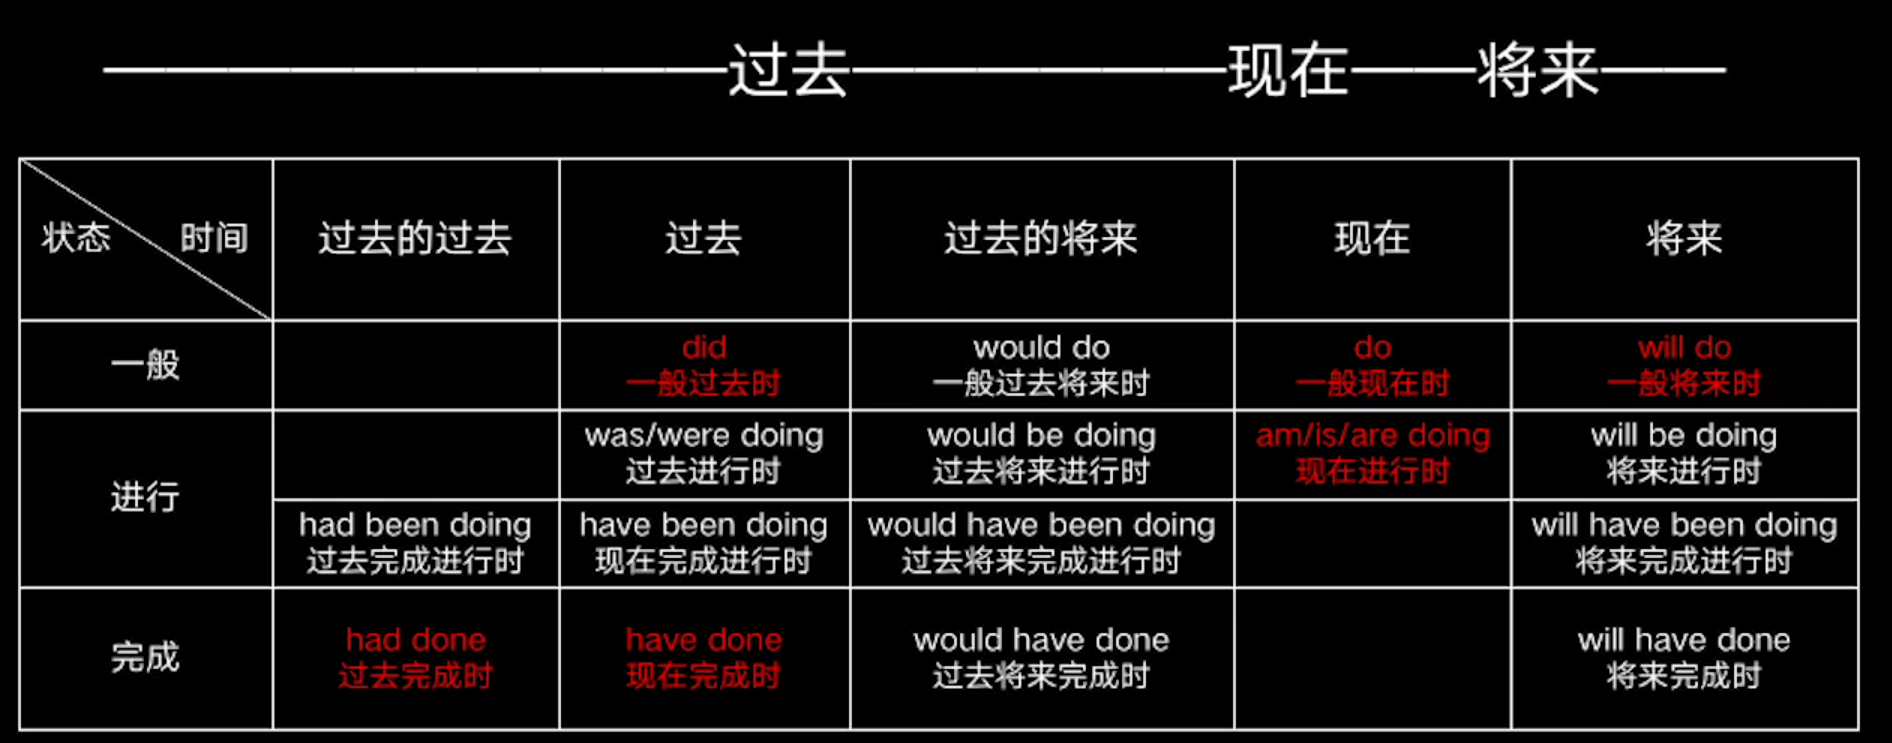 过去 现在 将来
状态 时间 过去的过去 过去 过去的将来 现在 将来
一般
did
一般过去时
would do
一般过去将来时
do
一般现在时
will do
一般将来时
进行
was/were doing
过去进行时
would be doing
过去将来进行时
am/is/are doing
现在进行时
will be doing
将来进行时
had been doing
过去完成进行时
have been doing
现在完成进行时
would have been doing
过去将来完成进行时
will have been doing
将来完成进行时
完成
had done
过去完成时
have done
现在完成时
would have done
过去将来完成时
will have done
将来完成时